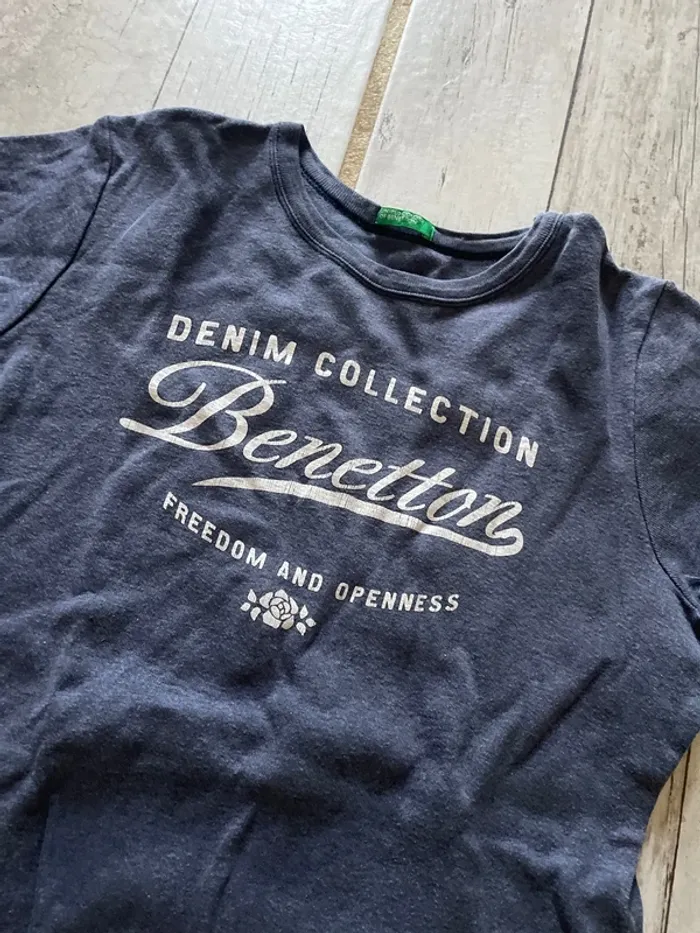 DENIM COLLECTION
Benetton
FREEDOM AND OPENNESS